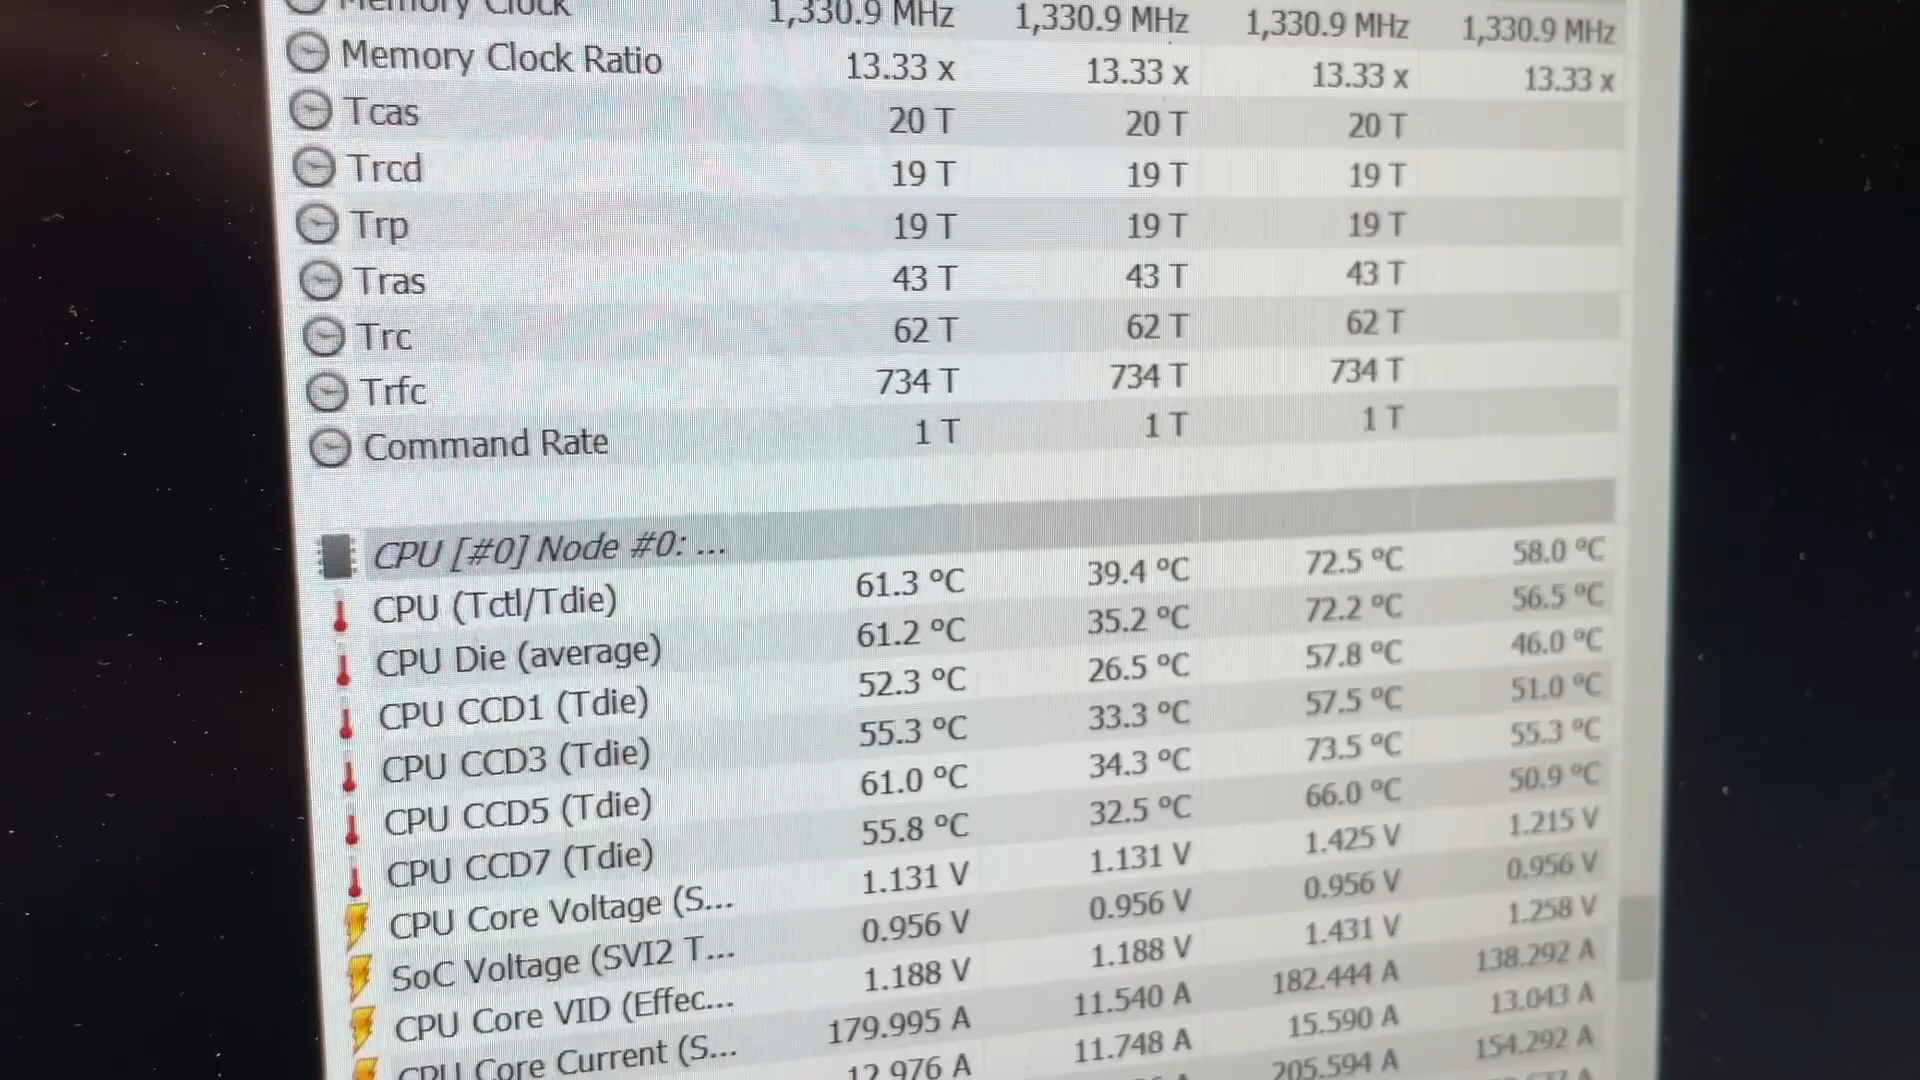 Memory Clock 1,330.9 MHz 1,330.9 MHz 1,330.9 MHz 1,330.9 MHz
Memory Clock Ratio 13.33 x 13.33 x 13.33 x 13.33 x
Tcas 20 T 20 T 20 T
Trcd 19 T 19 T 19 T
Trp 19 T 19 T 19 T
Tras 43 T 43 T 43 T
Trc 62 T 62 T 62 T
Trfc 734 T 734 T 734 T
Command Rate 1 T 1 T 1 T
CPU [#0] Node #0: ...
CPU (Tctl/Tdie) 61.3 °C 39.4 °C 72.5 °C 58.0 °C
CPU Die (average) 61.2 °C 35.2 °C 72.2 °C 56.5 °C
CPU CCD1 (Tdie) 52.3 °C 26.5 °C 57.8 °C 46.0 °C
CPU CCD3 (Tdie) 55.3 °C 33.3 °C 57.5 °C 51.0 °C
CPU CCD5 (Tdie) 61.0 °C 34.3 °C 73.5 °C 55.3 °C
CPU CCD7 (Tdie) 55.8 °C 32.5 °C 66.0 °C 50.9 °C
CPU Core Voltage (S... 1.131 V 1.131 V 1.425 V 1.215 V
SoC Voltage (SVI2 T... 0.956 V 0.956 V 0.956 V 0.956 V
CPU Core VID (Effec... 1.188 V 1.188 V 1.431 V 1.258 V
CPU Core Current (S... 179.995 A 11.540 A 182.444 A 138.292 A
12.976 A 11.748 A 15.590 A 13.043 A
205.594 A 154.292 A